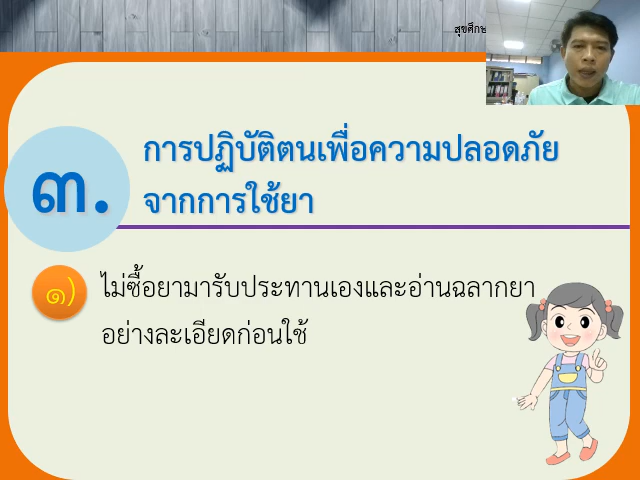 สุขศึกษ
๓.
การปฏิบัติตนเพื่อความปลอดภัย
จากการใช้ยา
๑)
ไม่ซื้อยามารับประทานเองและอ่านฉลากยา
อย่างละเอียดก่อนใช้